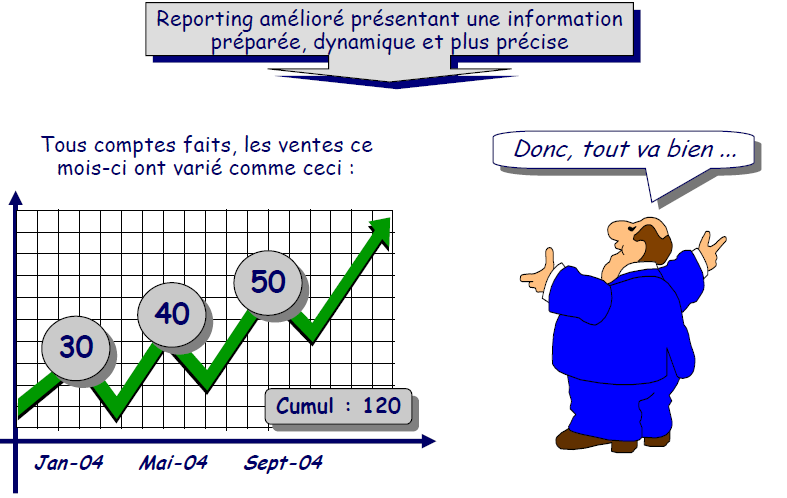 Reporting amélioré présentant une information
préparée, dynamique et plus précise
Tous comptes faits, les ventes ce
mois-ci ont varié comme ceci :
Donc, tout va bien ...
30
40
50
Cumul : 120
Jan-04 Mai-04 Sept-04